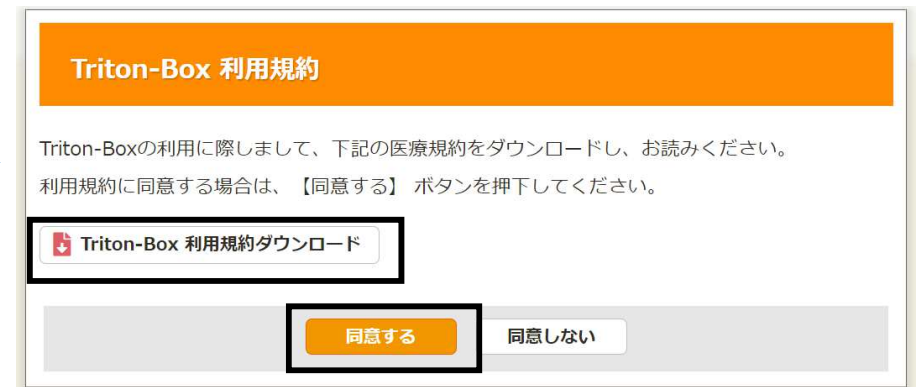 Triton-Box 利用規約
Triton-Boxの利用に際しまして、下記の医療規約をダウンロードし、お読みください。
利用規約に同意する場合は、【同意する】 ボタンを押下してください。
Triton-Box 利用規約ダウンロード
同意する 同意しない